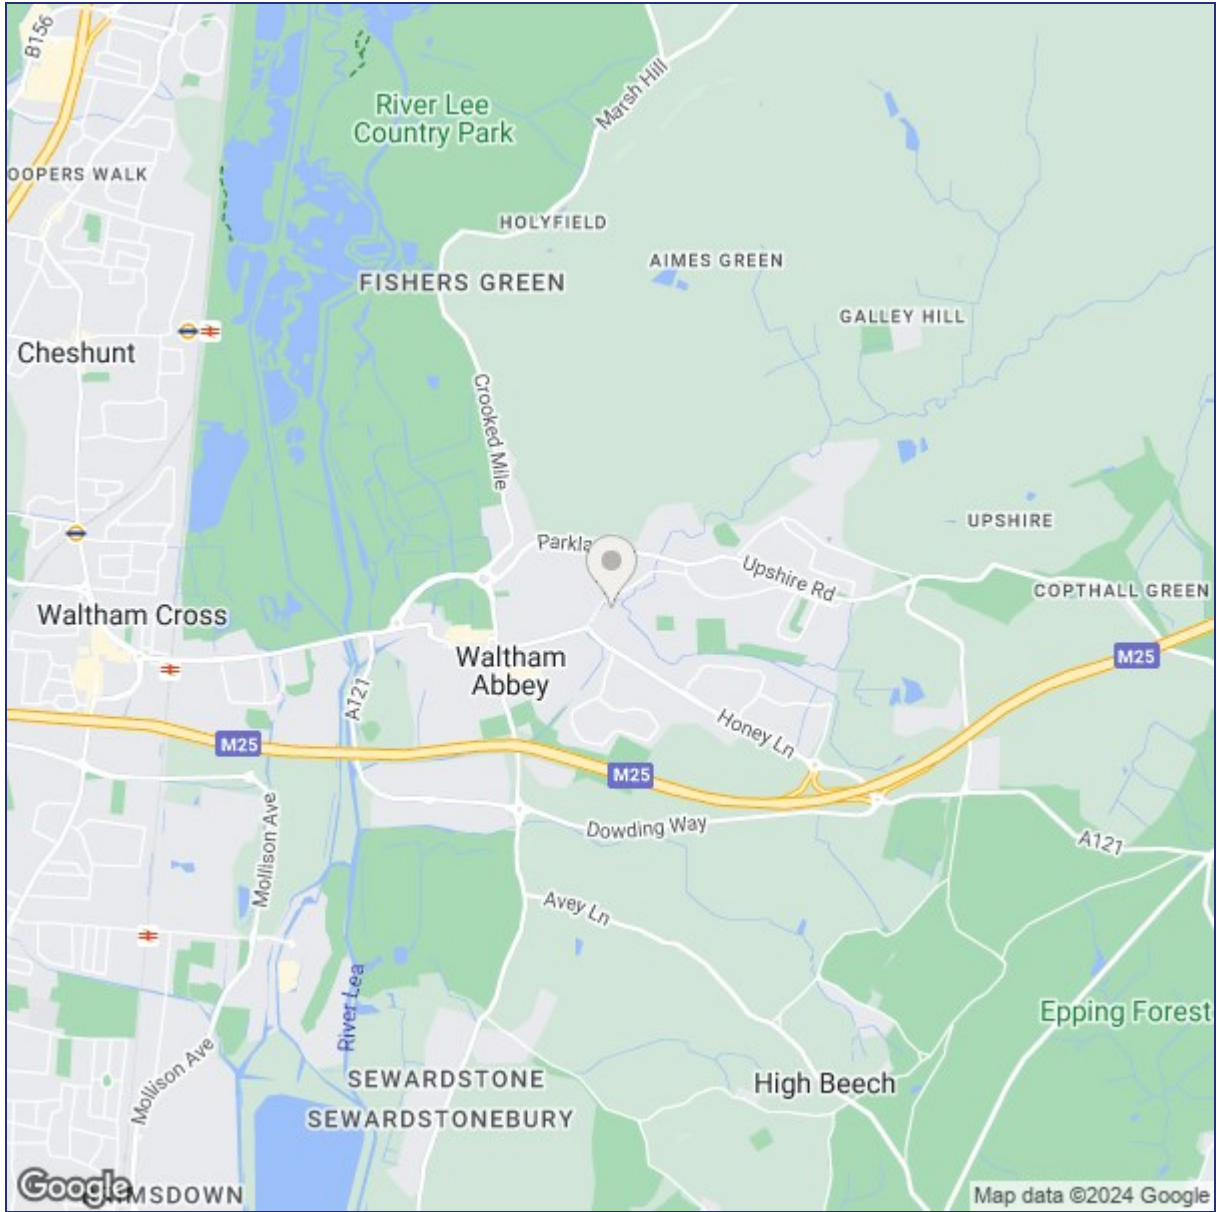 B156
River Lee
Country Park
Marsh Hill
OOPERS WALK
HOLYFIELD
AIMES GREEN
FISHERS GREEN
GALLEY HILL
Cheshunt
Crooked Mile
UPSHIRE
Parkla
Upshire Rd
COPTHALL GREEN
Waltham Cross
Waltham
Abbey
M25
A121
Honey Ln
M25
M25
Dowding Way
A121
Mollison Ave
Avey Ln
River Lea
Epping Forest
Mollison Ave
SEWARDSTONE
High Beech
SEWARDSTONEBURY
Google
IMSDOWN
Map data ©2024 Google